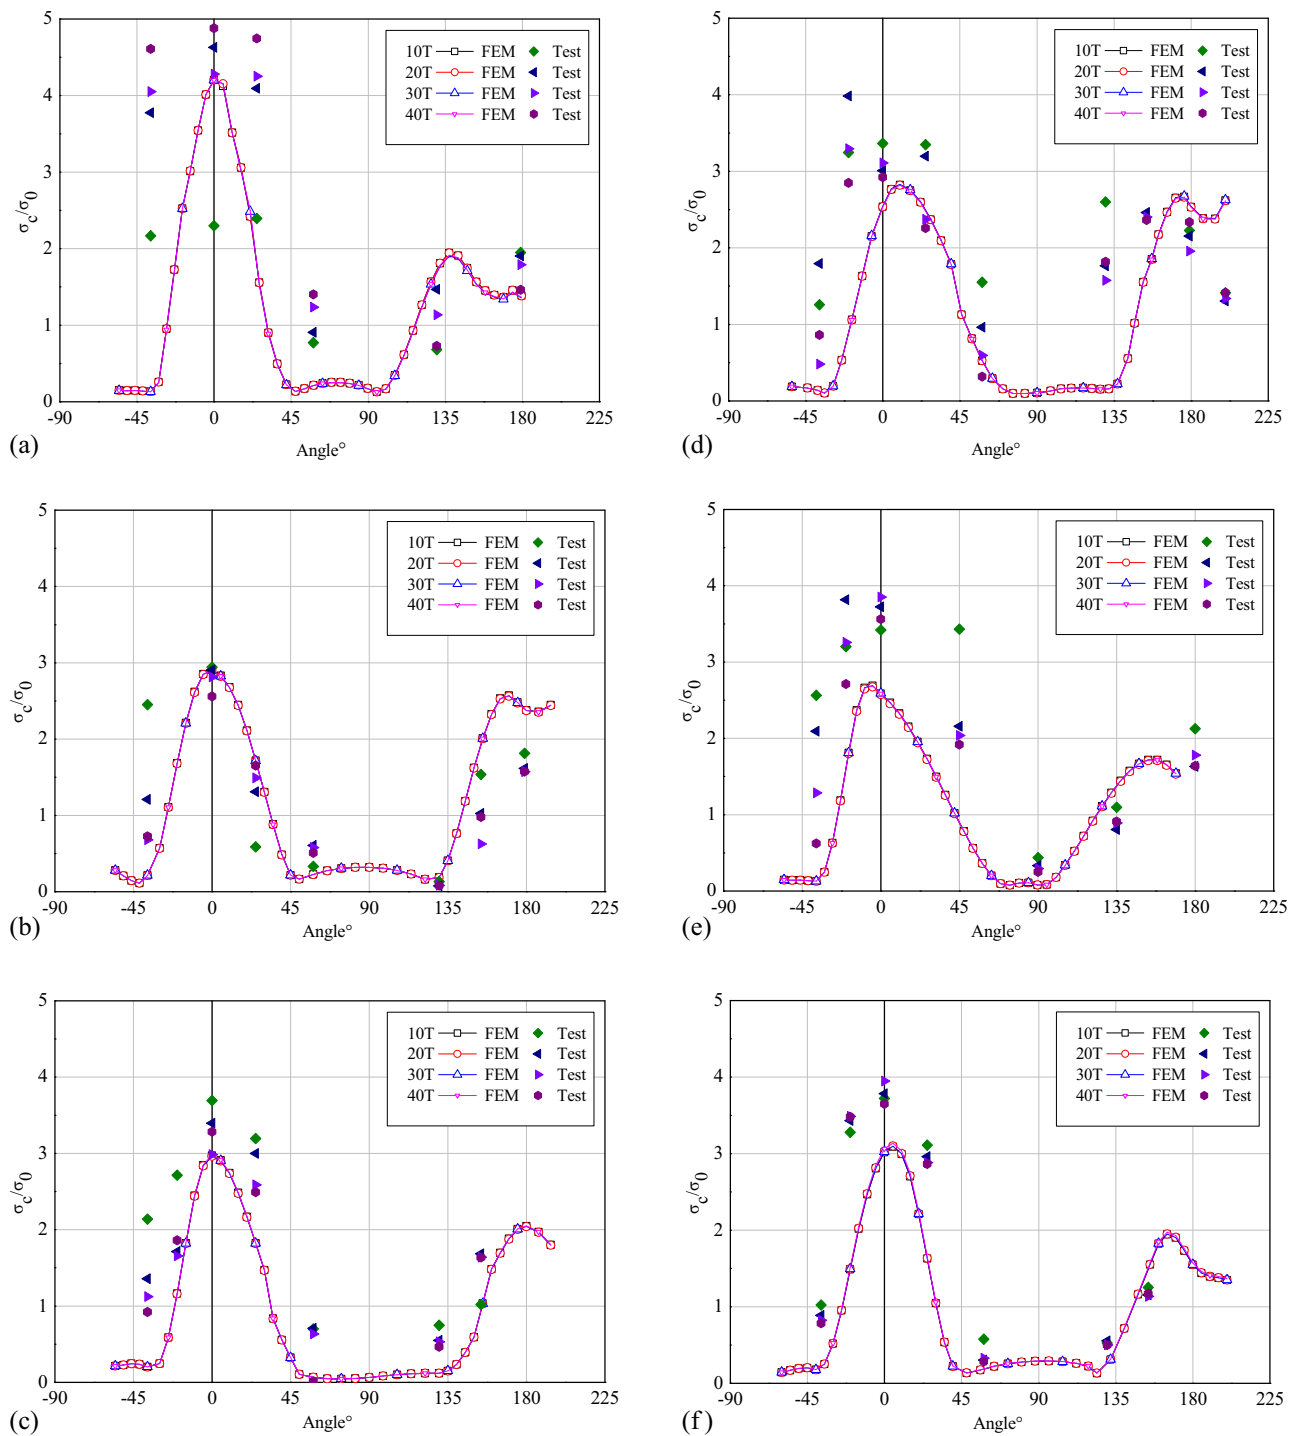 5
4
3
2
1
0
σc/σ0
10T FEM Test
20T FEM Test
30T FEM Test
40T FEM Test
-90 -45 0 45 90 135 180 225
Angle°
(a)
5
4
3
2
1
0
σc/σ0
10T FEM Test
20T FEM Test
30T FEM Test
40T FEM Test
-90 -45 0 45 90 135 180 225
Angle°
(d)
5
4
3
2
1
0
σc/σ0
10T FEM Test
20T FEM Test
30T FEM Test
40T FEM Test
-90 -45 0 45 90 135 180 225
Angle°
(b)
5
4
3
2
1
0
σc/σ0
10T FEM Test
20T FEM Test
30T FEM Test
40T FEM Test
-90 -45 0 45 90 135 180 225
Angle°
(e)
5
4
3
2
1
0
σc/σ0
10T FEM Test
20T FEM Test
30T FEM Test
40T FEM Test
-90 -45 0 45 90 135 180 225
Angle°
(c)
5
4
3
2
1
0
σc/σ0
10T FEM Test
20T FEM Test
30T FEM Test
40T FEM Test
-90 -45 0 45 90 135 180 225
Angle°
(f)